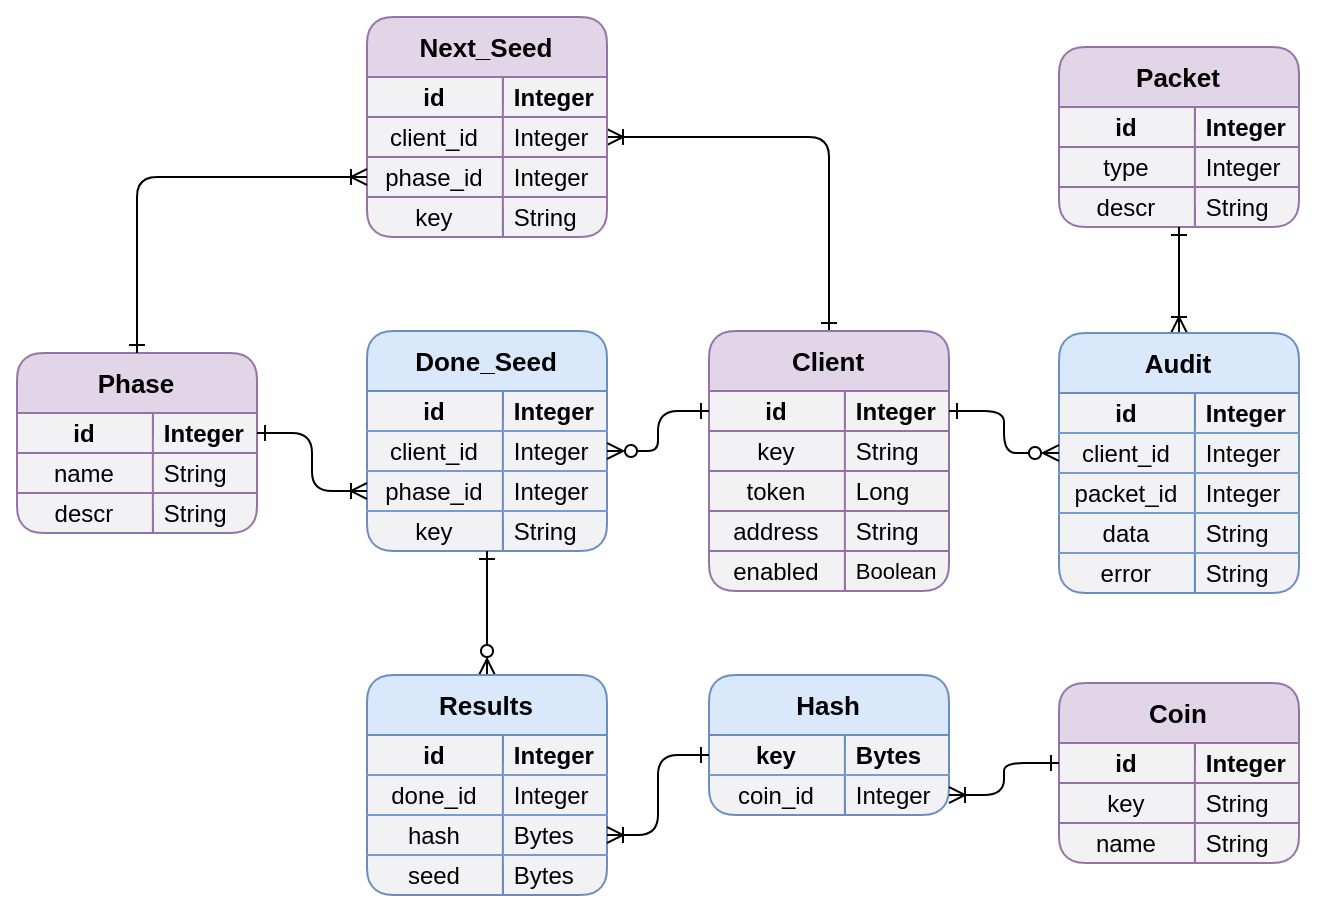 Next_Seed
id Integer
client_id Integer
phase_id Integer
key String
Packet
id Integer
type Integer
descr String
Phase
id Integer
name String
descr String
Done_Seed
id Integer
client_id Integer
phase_id Integer
key String
Client
id Integer
key String
token Long
address String
enabled Boolean
Audit
id Integer
client_id Integer
packet_id Integer
data String
error String
Results
id Integer
done_id Integer
hash Bytes
seed Bytes
Hash
key Bytes
coin_id Integer
Coin
id Integer
key String
name String